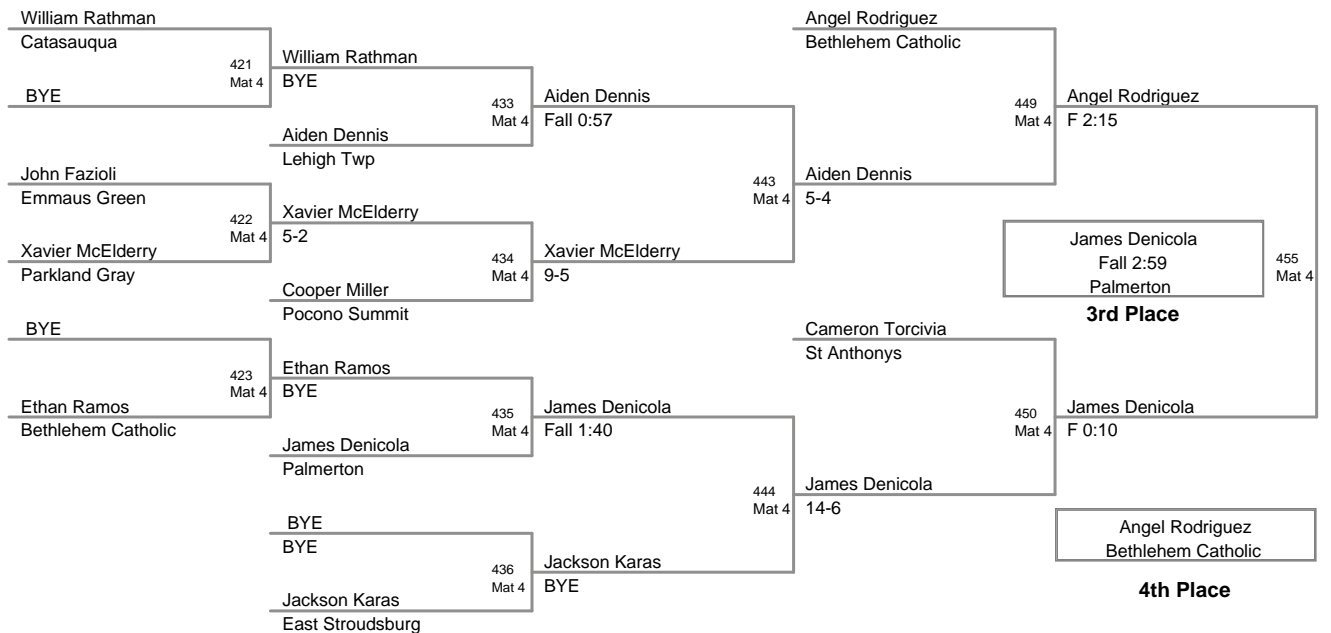 William Rathman
Catasauqua
421
Mat 4
BYE
William Rathman
BYE
433
Mat 4
Aiden Dennis
Lehigh Twp
Aiden Dennis
Fall 0:57
John Fazioli
Emmaus Green
422
Mat 4
Xavier McElderry
Parkland Gray
Xavier McElderry
5-2
434
Mat 4
Cooper Miller
Pocono Summit
Xavier McElderry
9-5
443
Mat 4
Aiden Dennis
5-4
Angel Rodriguez
Bethlehem Catholic
449
Mat 4
Angel Rodriguez
F 2:15
James Denicola
Fall 2:59
Palmerton
3rd Place
455
Mat 4
BYE
423
Mat 4
Ethan Ramos
Bethlehem Catholic
Ethan Ramos
BYE
435
Mat 4
James Denicola
Palmerton
James Denicola
Fall 1:40
BYE
BYE
436
Mat 4
Jackson Karas
East Stroudsburg
Jackson Karas
BYE
444
Mat 4
James Denicola
14-6
Cameron Torcivia
St Anthonys
450
Mat 4
James Denicola
F 0:10
Angel Rodriguez
Bethlehem Catholic
4th Place